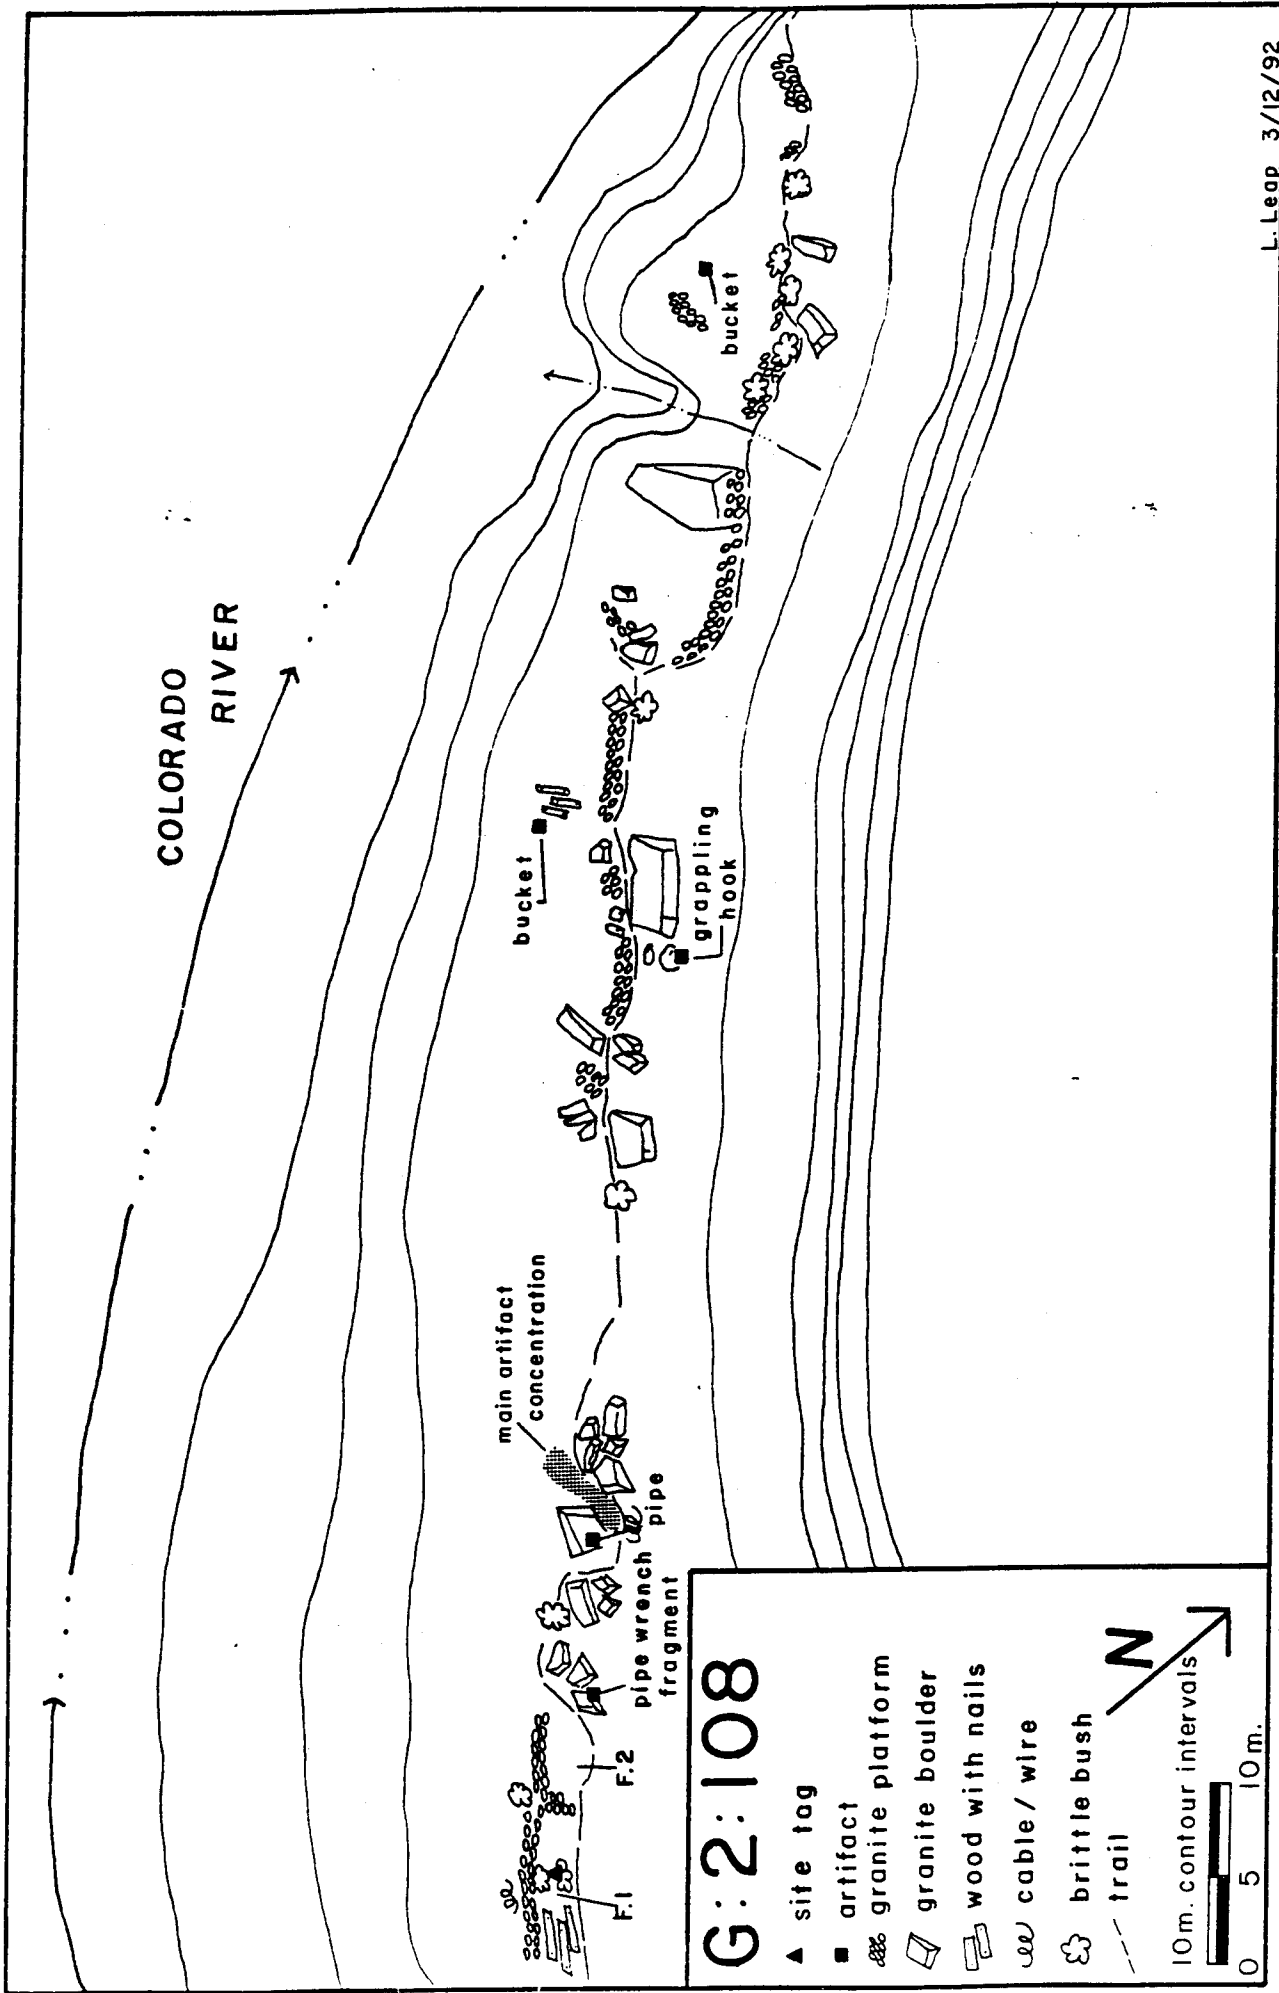 COLORADO
RIVER
bucket
bucket
grappling
hook
main artifact
concentration
pipe
pipe wrench
fragment
F.2
F.1
G:2:108
site tag
artifact
granite platform
granite boulder
wood with nails
cable / wire
brittle bush
trail
N
10m. contour intervals
0 5 10m.
L. Leap 3/12/92